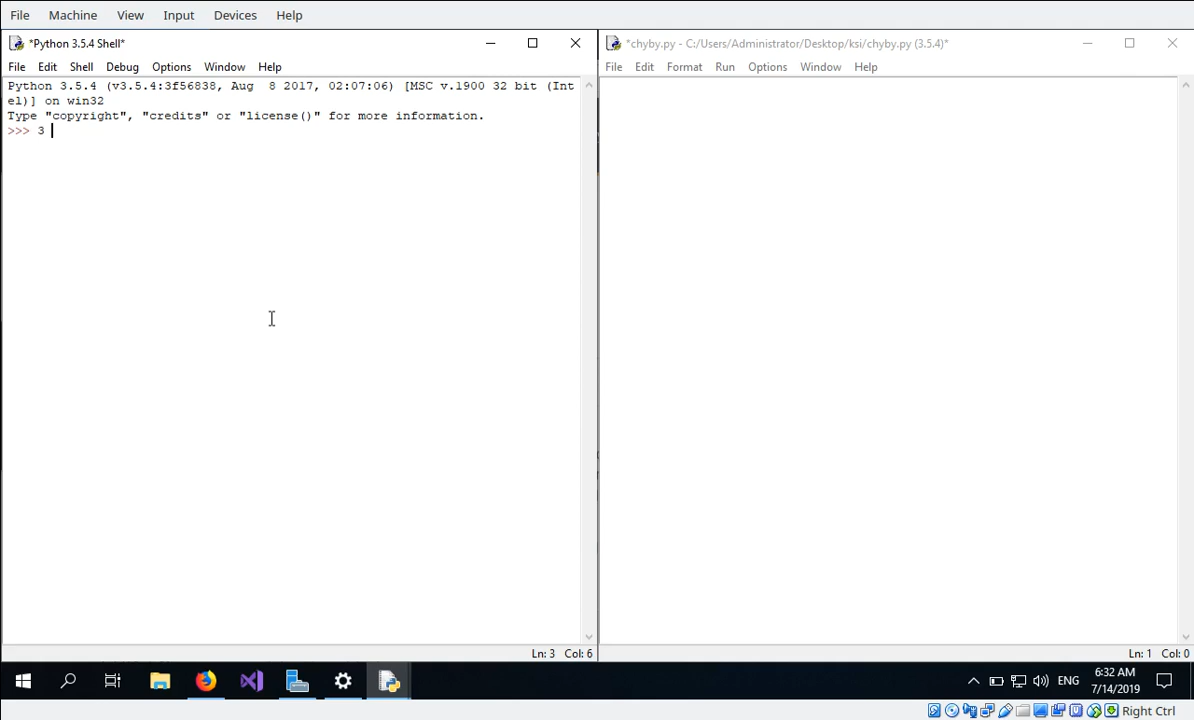 File Machine View Input Devices Help
*Python 3.5.4 Shell*
File Edit Shell Debug Options Window Help
Python 3.5.4 (v3.5.4:3f56838, Aug  8 2017, 02:07:06) [MSC v.1900 32 bit (Int
el)] on win32
Type "copyright", "credits" or "license()" for more information.
>>> 3
Ln: 3 Col: 6
*chyby.py - C:/Users/Administrator/Desktop/ksi/chyby.py (3.5.4)*
File Edit Format Run Options Window Help
Ln: 1 Col: 0
ENG
6:32 AM
7/14/2019
Right Ctrl